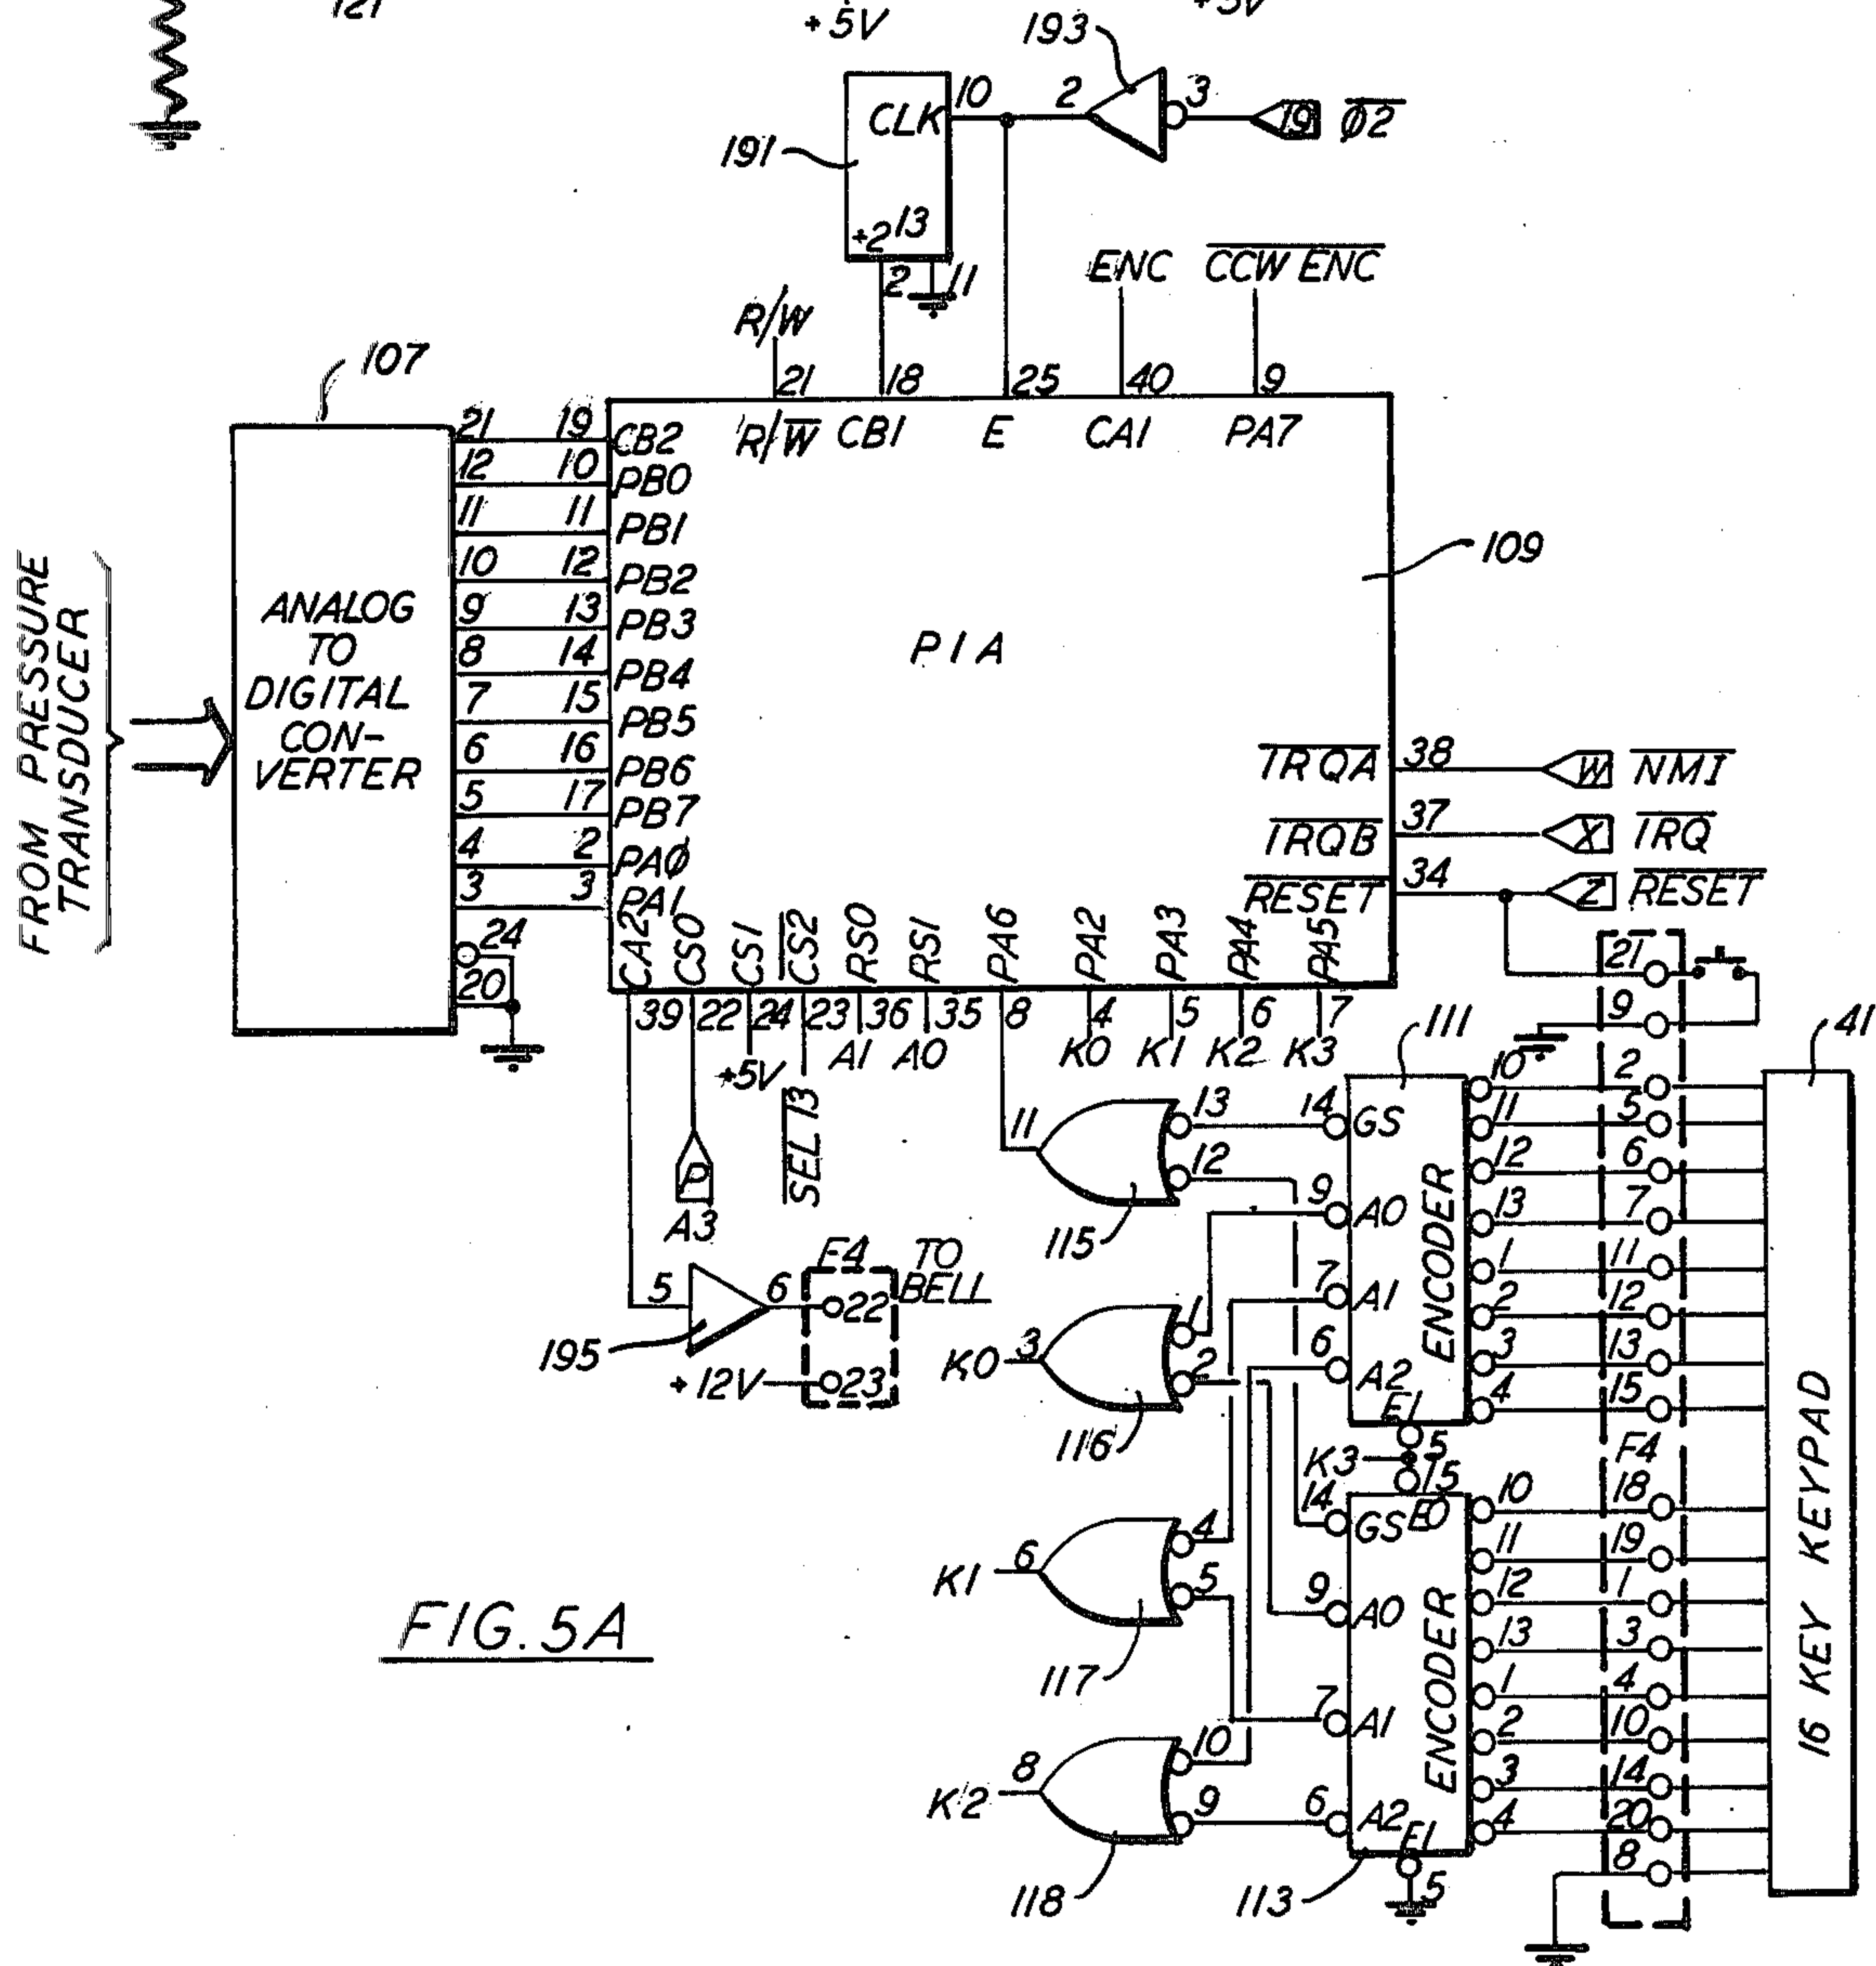 121
+5V
+5V
193
CLK
10
2
3
19
φ2
191
÷2
13
2
11
ENC
CCW ENC
R/W
107
21
18
25
40
9
R/W
CB1
E
CA1
PA7
21 19 CB2
12 10 PB0
11 11 PB1
10 12 PB2
9 13 PB3
8 14 PB4
7 15 PB5
6 16 PB6
5 17 PB7
4 2 PAφ
3 3 PA1
24
20
ANALOG
TO
DIGITAL
CON-
VERTER
FROM PRESSURE
TRANSDUCER
PIA
109
IRQA 38 W NMI
IRQB 37 X IRQ
RESET 34 Z RESET
CA2
CS0
CS1
CS2
RS0
RS1
PA6
PA2
PA3
PA4
PA5
39 22 24 23 36 35 8 4 5 6 7
+5V
SEL 13
A1 A0
K0 K1 K2 K3
P
A3
5
6
195
F4
TO
BELL
22
+12V
23
11
13
12
115
K0
3
1
2
116
K1
6
4
5
117
K2
8
10
9
118
111
14 GS
9 A0
7 A1
6 A2
E1
5
ENCODER
K3
15
E0
14 GS
9 A0
7 A1
6 A2
E1
5
ENCODER
113
21
9
10 2
11 5
12 6
13 7
1 11
2 12
3 13
4 15
F4
10 18
11 19
12 1
13 3
1 4
2 10
3 14
4 20
8
41
16 KEY KEYPAD
FIG. 5A